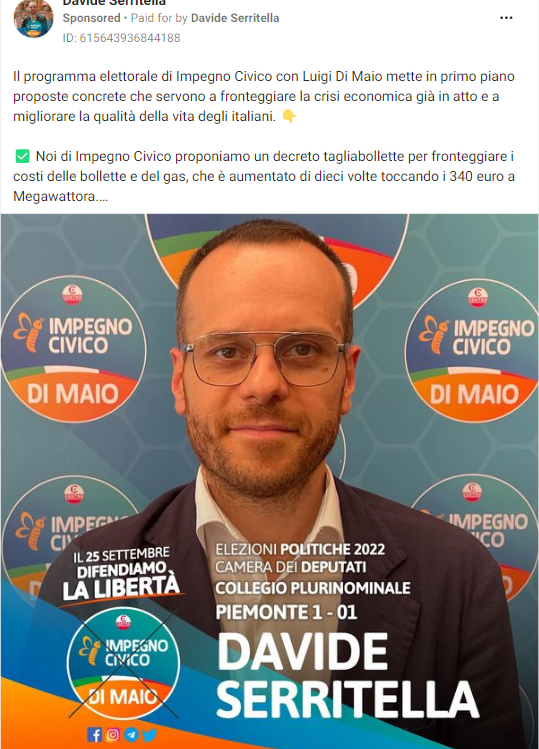 Davide Serritella
Sponsored • Paid for by Davide Serritella
ID: 615643936844188
Il programma elettorale di Impegno Civico con Luigi Di Maio mette in primo piano
proposte concrete che servono a fronteggiare la crisi economica già in atto e a
migliorare la qualità della vita degli italiani. 👇
✅ Noi di Impegno Civico proponiamo un decreto tagliabollette per fronteggiare i
costi delle bollette e del gas, che è aumentato di dieci volte toccando i 340 euro a
Megawattora....
CENTRO
IMPEGNO
CIVICO
DI MAIO
CENTRO
IMPEGNO
CIVICO
DI MAIO
IMPEGNO
CIVICO
IL 25 SETTEMBRE
DIFENDIAMO
LA LIBERTÀ
IMPEGNO
CIVICO
DI MAIO
ELEZIONI POLITICHE 2022
CAMERA DEI DEPUTATI
COLLEGIO PLURINOMINALE
PIEMONTE 1 - 01
DAVIDE
SERRITELLA